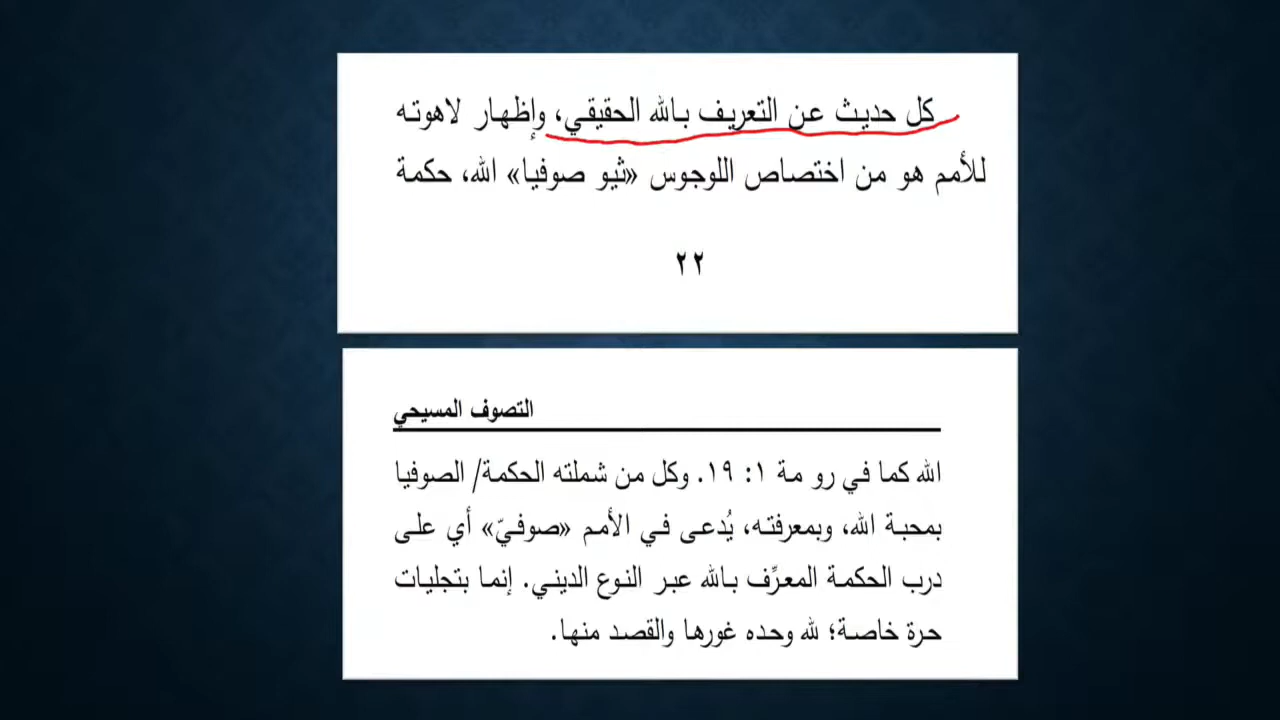 كل حديث عن التعريف بالله الحقيقي، وإظهار لاهوته
للأمم هو من اختصاص اللوجوس «ثيو صوفيا» الله، حكمة
٢٢
التصوف المسيحي
الله كما في رو مة ١: ١٩. وكل من شملته الحكمة/ الصوفيا
بمحبة الله، وبمعرفته، يُدعى في الأمم «صوفيّ» أي على
درب الحكمة المعرِّف بالله عبر النوع الديني. إنما بتجليات
حرة خاصة؛ لله وحده غورها والقصد منها.